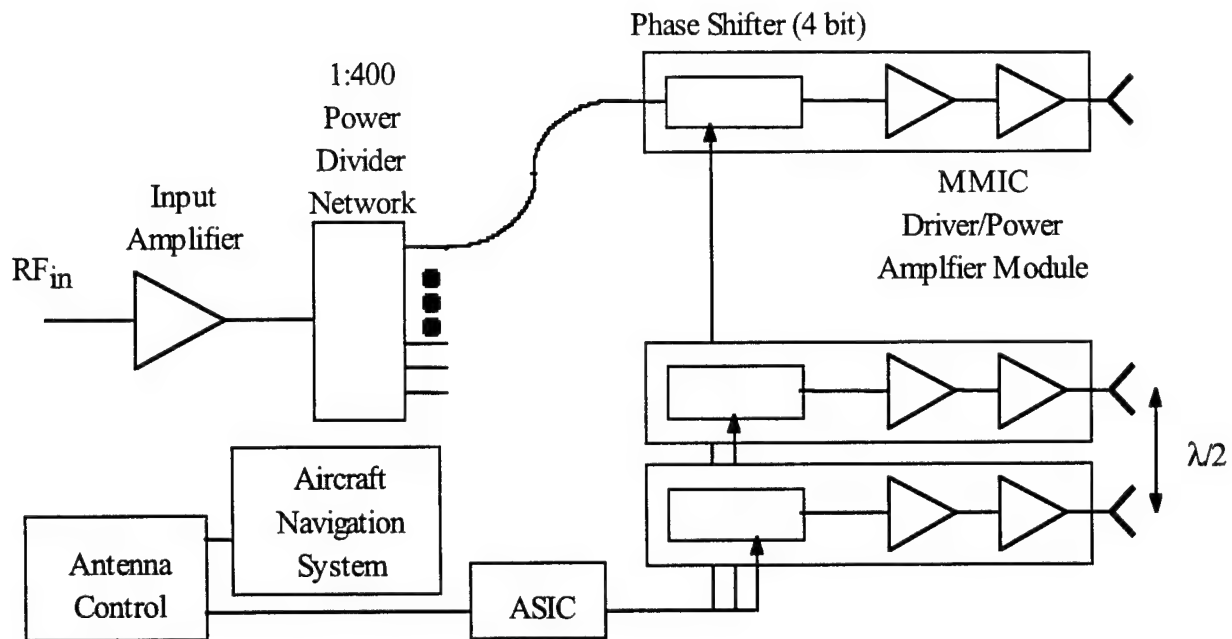 Phase Shifter (4 bit)
1:400
Power
Divider
Network
Input
Amplifier
RFin
MMIC
Driver/Power
Amplfier Module
λ/2
Aircraft
Navigation
System
Antenna
Control
ASIC